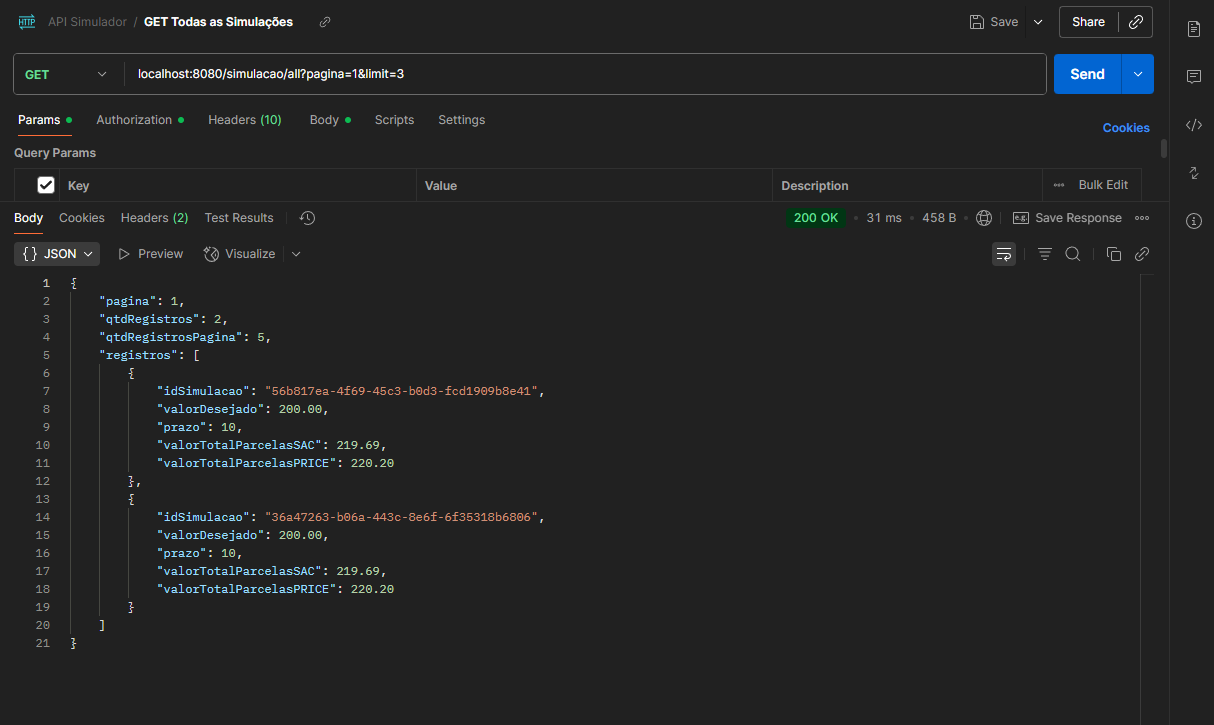 HTTP API Simulador / GET Todas as Simulações Save Share
GET localhost:8080/simulacao/all?pagina=1&limit=3 Send
Params Authorization Headers (10) Body Scripts Settings
Cookies
Query Params
Key Value Description Bulk Edit
Body Cookies Headers (2) Test Results 200 OK 31 ms 458 B e.g. Save Response
{} JSON Preview Visualize
1 {
2 "pagina": 1,
3 "qtdRegistros": 2,
4 "qtdRegistrosPagina": 5,
5 "registros": [
6 {
7 "idSimulacao": "56b817ea-4f69-45c3-b0d3-fcd1909b8e41",
8 "valorDesejado": 200.00,
9 "prazo": 10,
10 "valorTotalParcelasSAC": 219.69,
11 "valorTotalParcelasPRICE": 220.20
12 },
13 {
14 "idSimulacao": "36a47263-b06a-443c-8e6f-6f35318b6806",
15 "valorDesejado": 200.00,
16 "prazo": 10,
17 "valorTotalParcelasSAC": 219.69,
18 "valorTotalParcelasPRICE": 220.20
19 }
20 ]
21 }